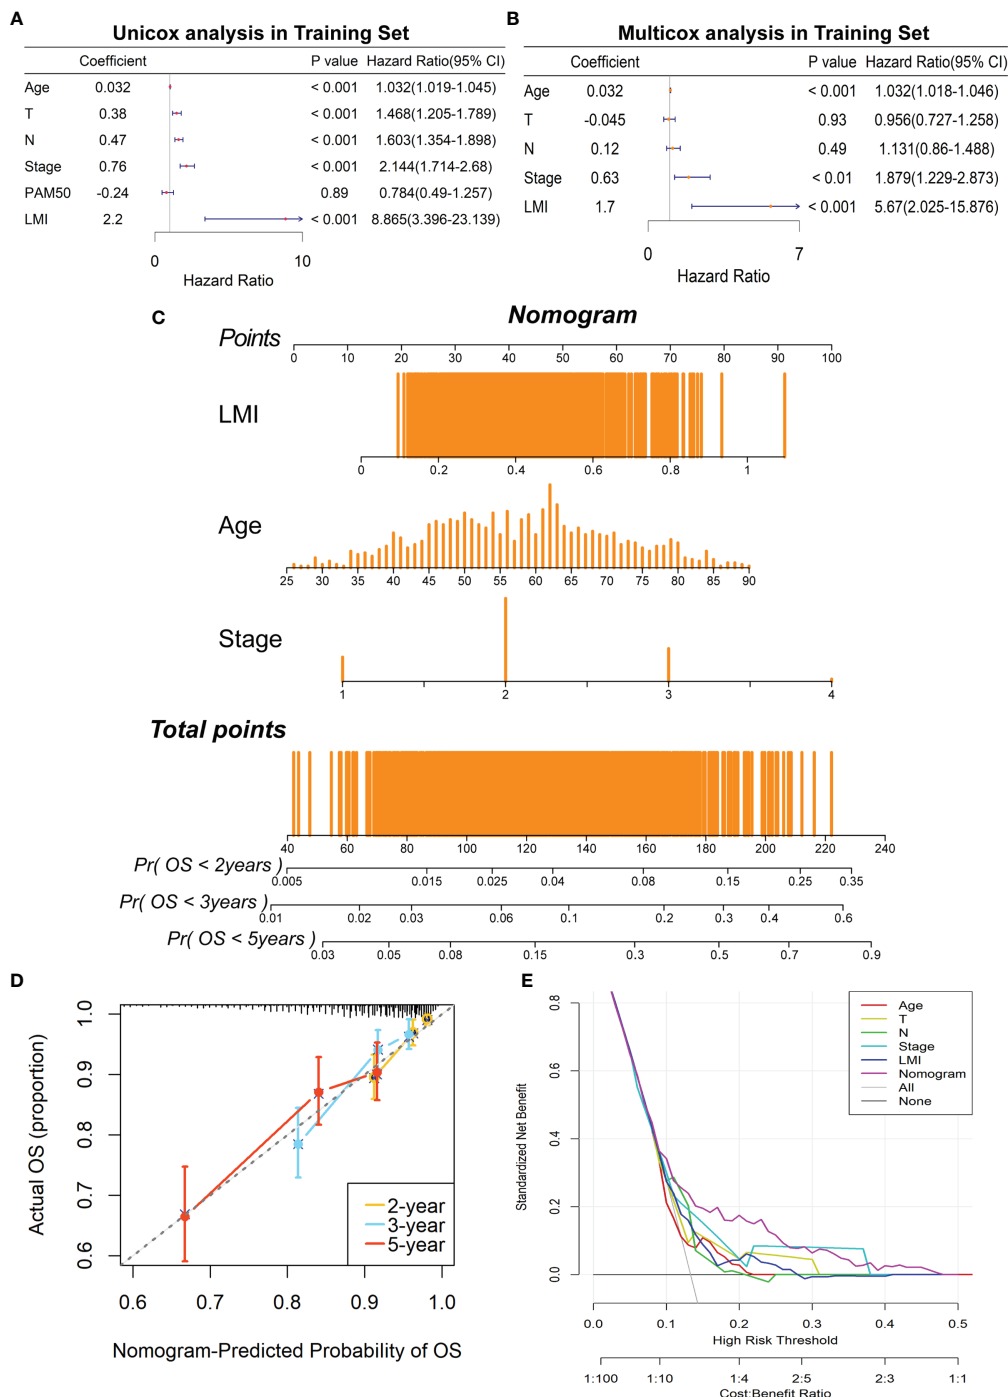 A
Unicox analysis in Training Set
Coefficient P value Hazard Ratio(95% CI)
Age 0.032 < 0.001 1.032(1.019-1.045)
T 0.38 < 0.001 1.468(1.205-1.789)
N 0.47 < 0.001 1.603(1.354-1.898)
Stage 0.76 < 0.001 2.144(1.714-2.68)
PAM50 -0.24 0.89 0.784(0.49-1.257)
LMI 2.2 < 0.001 8.865(3.396-23.139)
0 10
Hazard Ratio
B
Multicox analysis in Training Set
Coefficient P value Hazard Ratio(95% CI)
Age 0.032 < 0.001 1.032(1.018-1.046)
T -0.045 0.93 0.956(0.727-1.258)
N 0.12 0.49 1.131(0.86-1.488)
Stage 0.63 < 0.01 1.879(1.229-2.873)
LMI 1.7 < 0.001 5.67(2.025-15.876)
0 7
Hazard Ratio
C
Nomogram
Points
0 10 20 30 40 50 60 70 80 90 100
LMI
0 0.2 0.4 0.6 0.8 1
Age
25 30 35 40 45 50 55 60 65 70 75 80 85 90
Stage
1 2 3 4
Total points
40 60 80 100 120 140 160 180 200 220 240
Pr( OS < 2years )
0.005 0.015 0.025 0.04 0.08 0.15 0.25 0.35
Pr( OS < 3years )
0.01 0.02 0.03 0.06 0.1 0.2 0.3 0.4 0.6
Pr( OS < 5years )
0.03 0.05 0.08 0.15 0.3 0.5 0.7 0.9
D
Actual OS (proportion)
1.0
0.9
0.8
0.7
0.6
2-year
3-year
5-year
0.6 0.7 0.8 0.9 1.0
Nomogram-Predicted Probability of OS
E
Standardized Net Benefit
0.8
0.6
0.4
0.2
0.0
Age
T
N
Stage
LMI
Nomogram
All
None
0.0 0.1 0.2 0.3 0.4 0.5
High Risk Threshold
1:100 1:10 1:4 2:5 2:3 1:1
Cost:Benefit Ratio